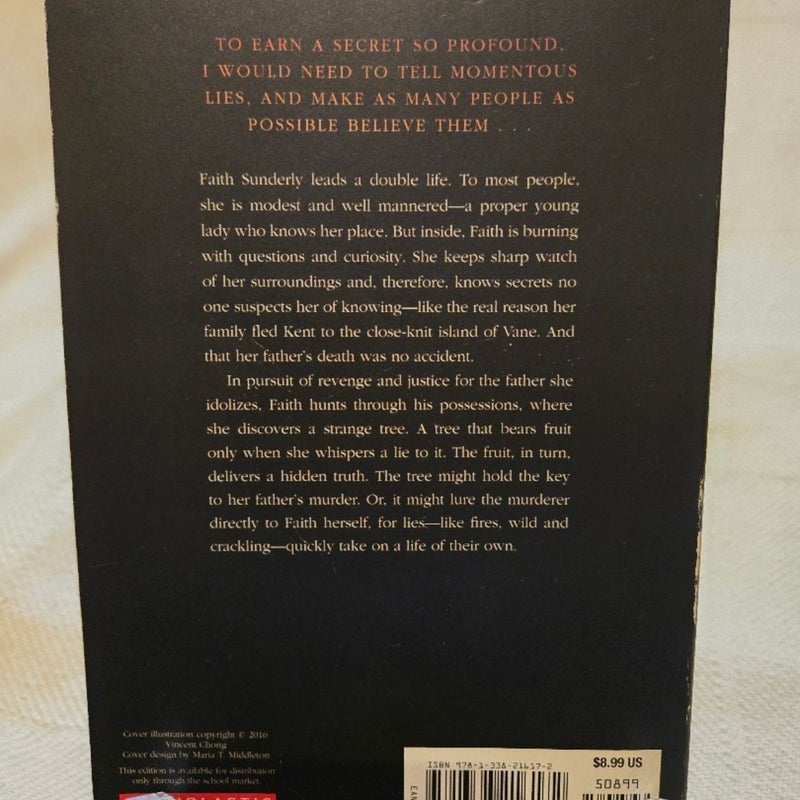 TO EARN A SECRET SO PROFOUND,
I WOULD NEED TO TELL MOMENTOUS
LIES, AND MAKE AS MANY PEOPLE AS
POSSIBLE BELIEVE THEM . . .
Faith Sunderly leads a double life. To most people,
she is modest and well mannered—a proper young
lady who knows her place. But inside, Faith is burning
with questions and curiosity. She keeps sharp watch
of her surroundings and, therefore, knows secrets no
one suspects her of knowing—like the real reason her
family fled Kent to the close-knit island of Vane. And
that her father's death was no accident.
In pursuit of revenge and justice for the father she
idolizes, Faith hunts through his possessions, where
she discovers a strange tree. A tree that bears fruit
only when she whispers a lie to it. The fruit, in turn,
delivers a hidden truth. The tree might hold the key
to her father's murder. Or, it might lure the murderer
directly to Faith herself, for lies—like fires, wild and
crackling—quickly take on a life of their own.
Cover illustration copyright © 2016
Vincent Chong
Cover design by Maria T. Middleton
This edition is available for distribution
only through the school market.
SCHOLASTIC
ISBN 978-1-338-21617-2
$8.99 US
50899
EAN